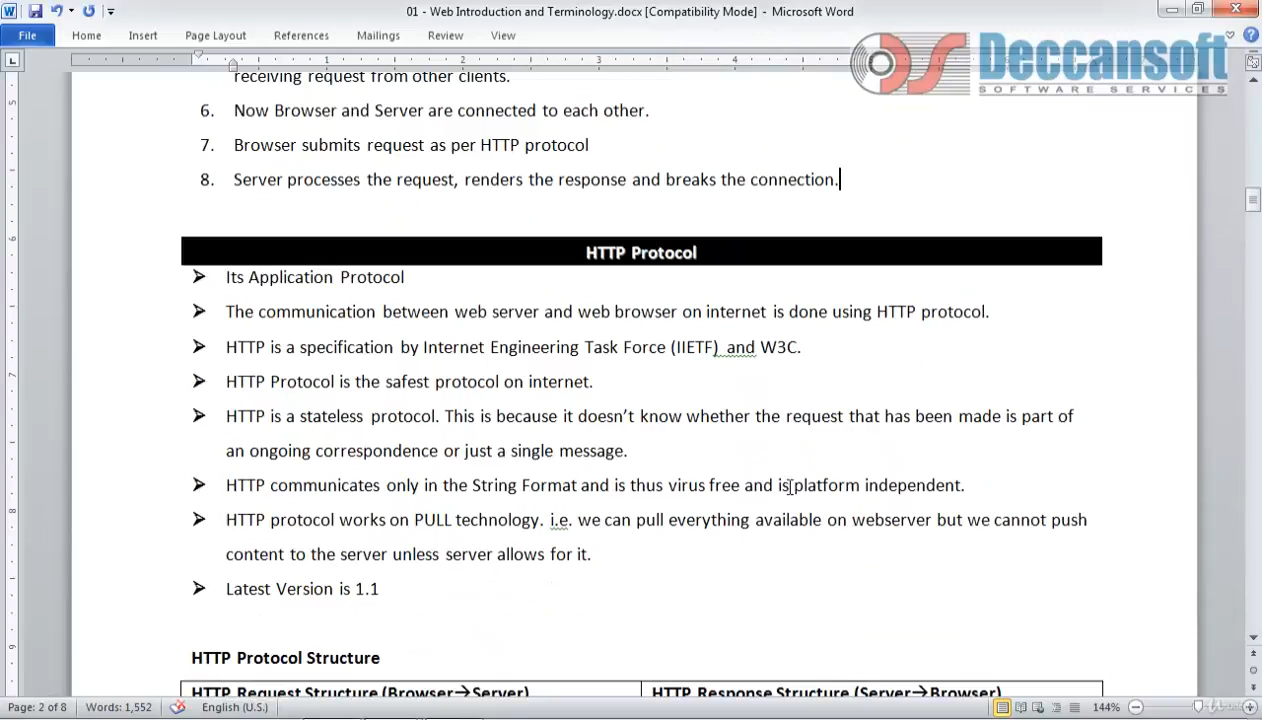 01 - Web Introduction and Terminology.docx [Compatibility Mode] - Microsoft Word
File Home Insert Page Layout References Mailings Review View
Deccansoft
SOFTWARE SERVICES
receiving request from other clients.
6. Now Browser and Server are connected to each other.
7. Browser submits request as per HTTP protocol
8. Server processes the request, renders the response and breaks the connection.
HTTP Protocol
Its Application Protocol
The communication between web server and web browser on internet is done using HTTP protocol.
HTTP is a specification by Internet Engineering Task Force (IIETF) and W3C.
HTTP Protocol is the safest protocol on internet.
HTTP is a stateless protocol. This is because it doesn't know whether the request that has been made is part of
an ongoing correspondence or just a single message.
HTTP communicates only in the String Format and is thus virus free and is platform independent.
HTTP protocol works on PULL technology. i.e. we can pull everything available on webserver but we cannot push
content to the server unless server allows for it.
Latest Version is 1.1
HTTP Protocol Structure
HTTP Request Structure (Browser→Server) HTTP Response Structure (Server→Browser)
Page: 2 of 8 Words: 1,552 English (U.S.) 144%